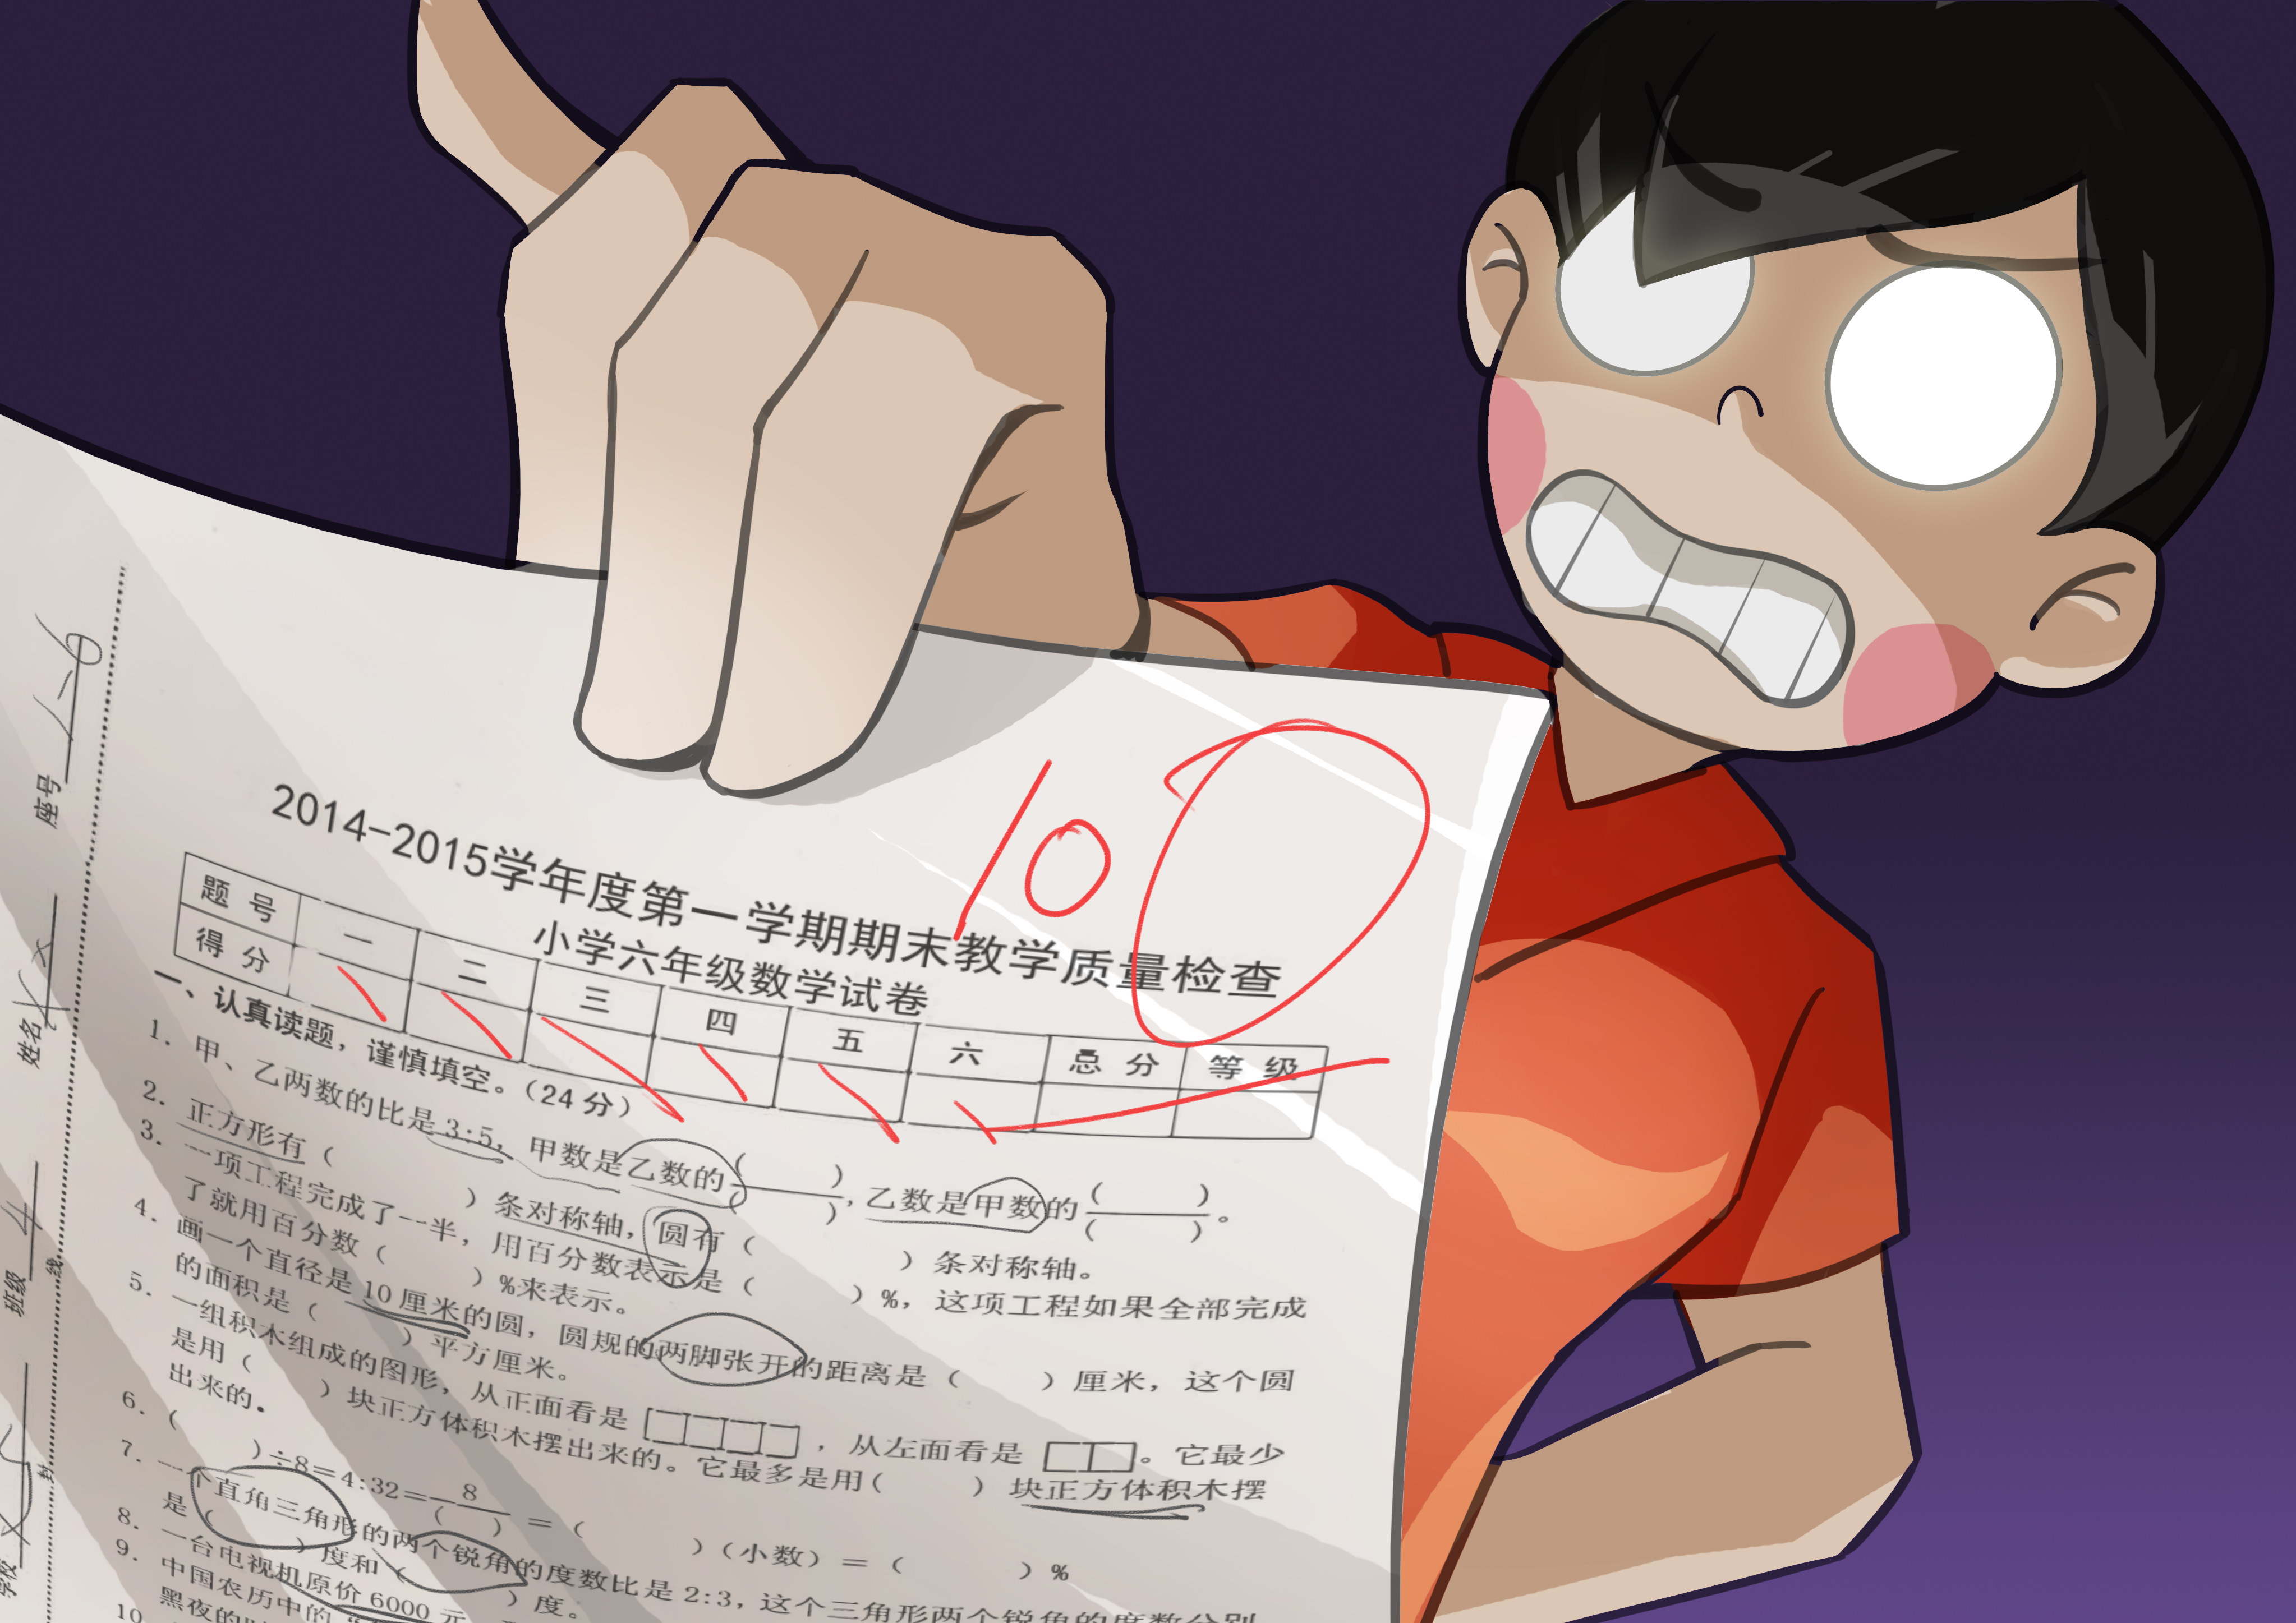 100
2014-2015学年度第一学期期末教学质量检查
小学六年级数学试卷
题号 一 二 三 四 五 六 总分 等级
得分
一、认真读题，谨慎填空。（24分）
1. 甲、乙两数的比是3:5，甲数是乙数的( )/( )，乙数是甲数的( )/( )。
2. 正方形有（ ）条对称轴，圆有（ ）条对称轴。
3. 一项工程完成了一半，用百分数表示是（ ）%，这项工程如果全部完成
了就用百分数（ ）%来表示。
4. 画一个直径是10厘米的圆，圆规的两脚张开的距离是（ ）厘米，这个圆
的面积是（ ）平方厘米。
5. 一组积木组成的图形，从正面看是 ，从左面看是 。它最少
是用（ ）块正方体积木摆出来的。它最多是用（ ）块正方体积木摆
出来的。
6. （ ）÷8=4:32=8/( )=（ ）（小数）=（ ）%
7. 一个直角三角形的两个锐角的度数比是2:3，这个三角形两个锐角的度数分别
是（ ）度和（ ）度。
8. 一台电视机原价6000元
9. 中国农历中的“
黑夜的
10.
座号
姓名
班级
学校
线
封